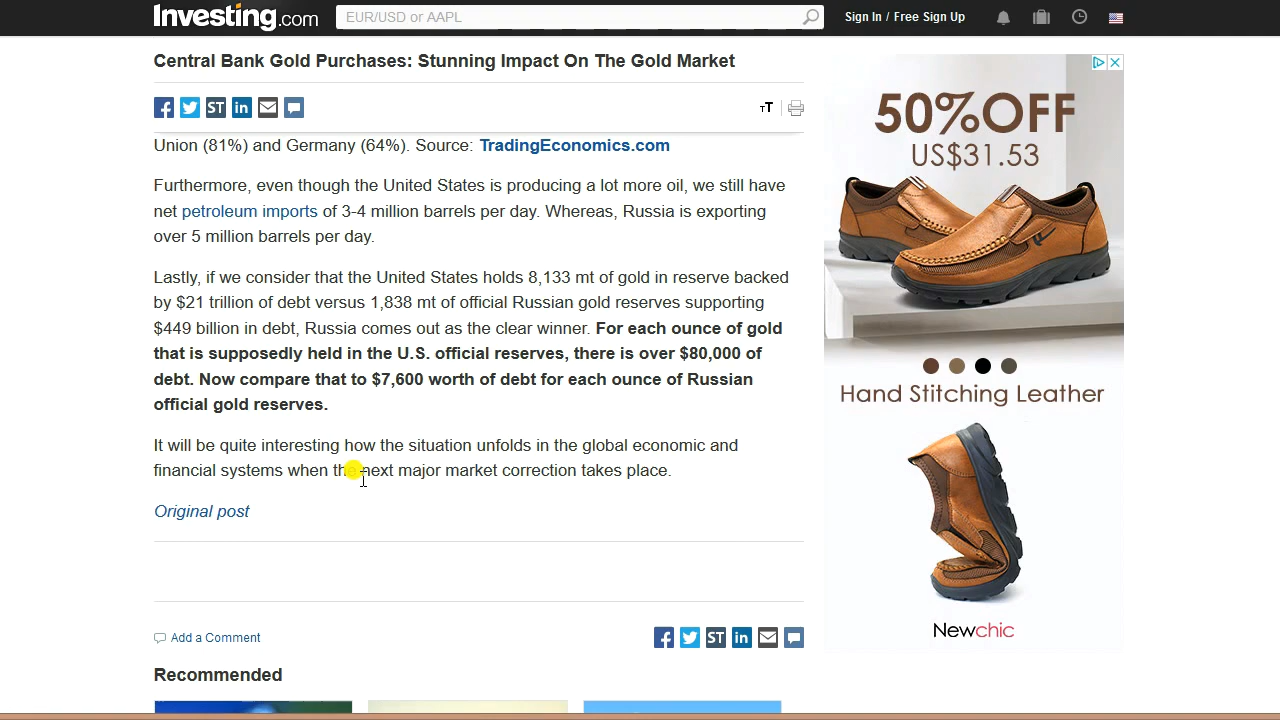 Investing.com
EUR/USD or AAPL
Sign In / Free Sign Up
Central Bank Gold Purchases: Stunning Impact On The Gold Market
ST
in
TT
Union (81%) and Germany (64%). Source: TradingEconomics.com
Furthermore, even though the United States is producing a lot more oil, we still have
net petroleum imports of 3-4 million barrels per day. Whereas, Russia is exporting
over 5 million barrels per day.
Lastly, if we consider that the United States holds 8,133 mt of gold in reserve backed
by $21 trillion of debt versus 1,838 mt of official Russian gold reserves supporting
$449 billion in debt, Russia comes out as the clear winner. For each ounce of gold
that is supposedly held in the U.S. official reserves, there is over $80,000 of
debt. Now compare that to $7,600 worth of debt for each ounce of Russian
official gold reserves.
It will be quite interesting how the situation unfolds in the global economic and
financial systems when the next major market correction takes place.
Original post
Add a Comment
ST
in
Recommended
50%OFF
US$31.53
Hand Stitching Leather
Newchic